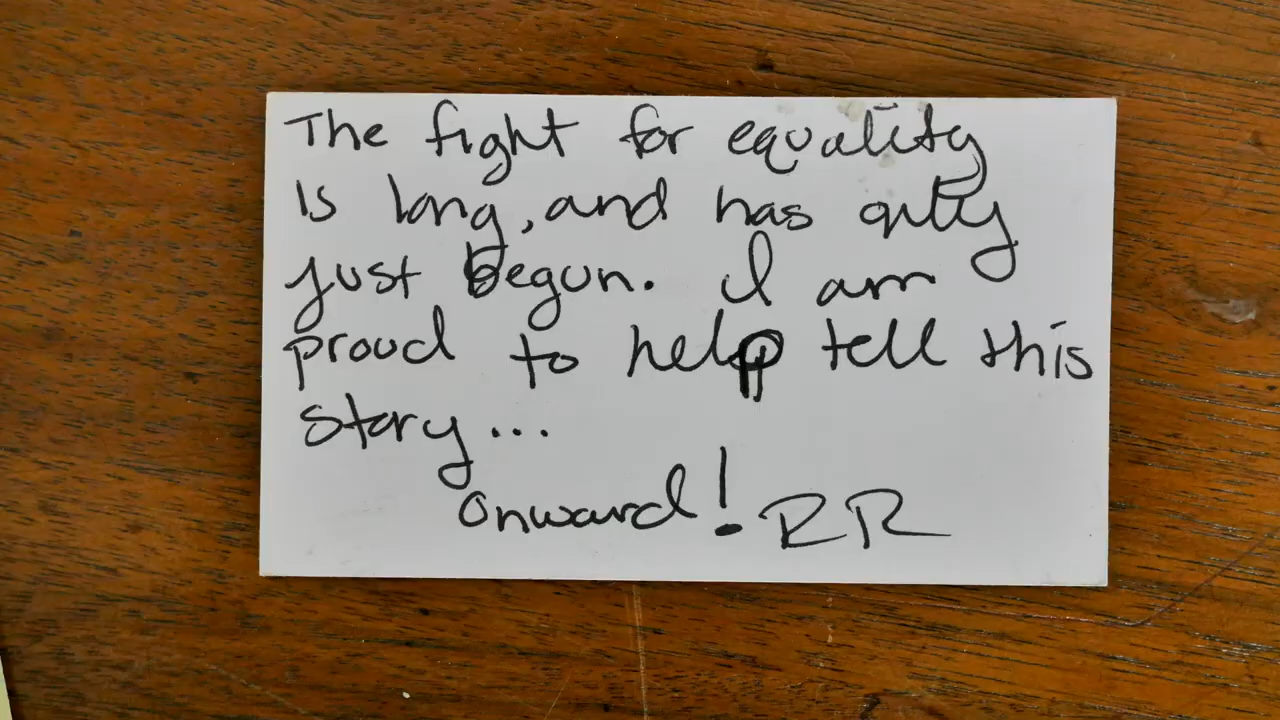 The fight for equality
is long, and has only
just begun. I am
proud to help tell this
story...
Onward! RR